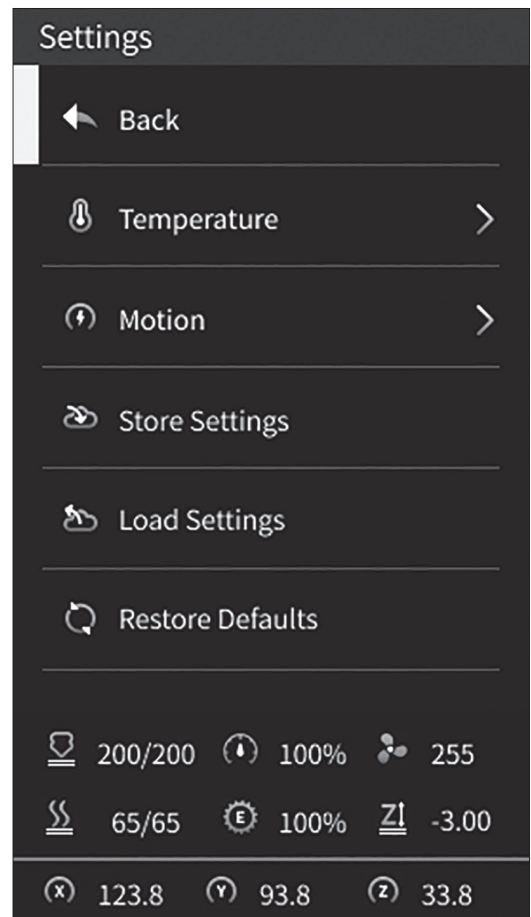 Settings
Back
Temperature
Motion
Store Settings
Load Settings
Restore Defaults
200/200 100% 255
65/65 E 100% Z -3.00
X 123.8 Y 93.8 Z 33.8